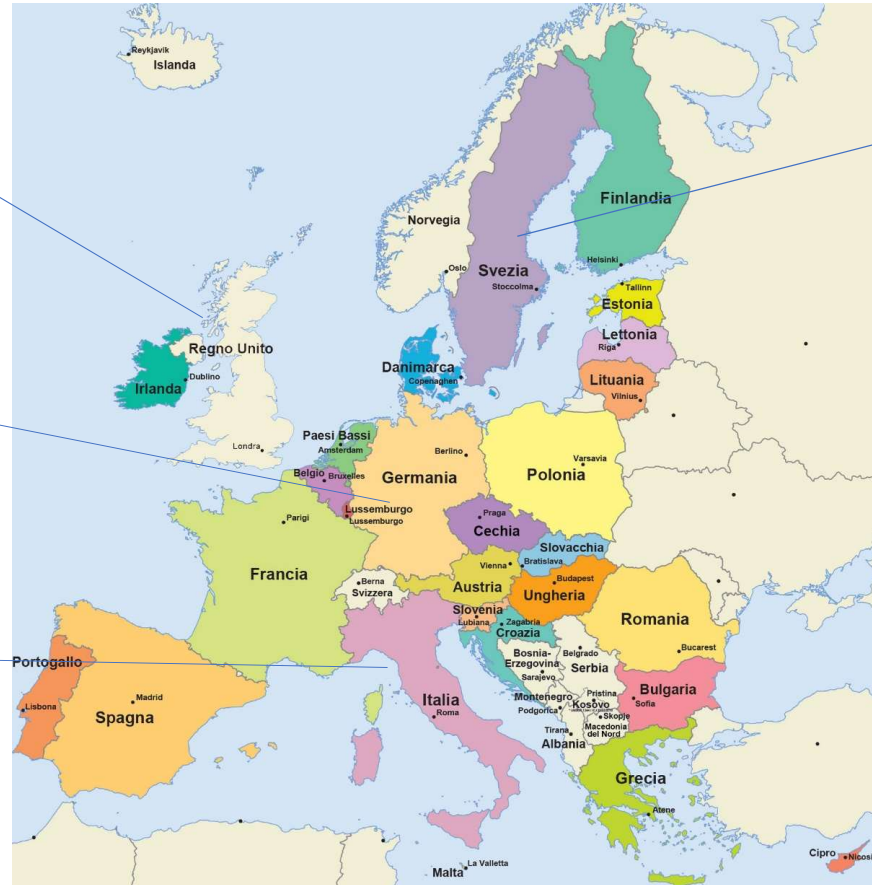 Reykjavik
Islanda
Finlandia
Norvegia
Helsinki
Oslo
Svezia
Stoccolma
Tallinn
Estonia
Lettonia
Riga
Regno Unito
Irlanda
Dublino
Danimarca
Copenaghen
Lituania
Vilnius
Londra
Paesi Bassi
Amsterdam
Berlino
Varsavia
Belgio
Bruxelles
Germania
Polonia
Lussemburgo
Lussemburgo
Parigi
Praga
Cechia
Slovacchia
Bratislava
Francia
Berna
Svizzera
Vienna
Austria
Budapest
Ungheria
Slovenia
Lubiana
Zagabria
Croazia
Romania
Bucarest
Bosnia-
Erzegovina
Sarajevo
Belgrado
Serbia
Portogallo
Lisbona
Madrid
Spagna
Italia
Roma
Montenegro
Podgorica
Pristina
Kosovo
Bulgaria
Sofia
Skopje
Macedonia
del Nord
Tirana
Albania
Grecia
Atene
La Valletta
Malta
Cipro
Nicosi